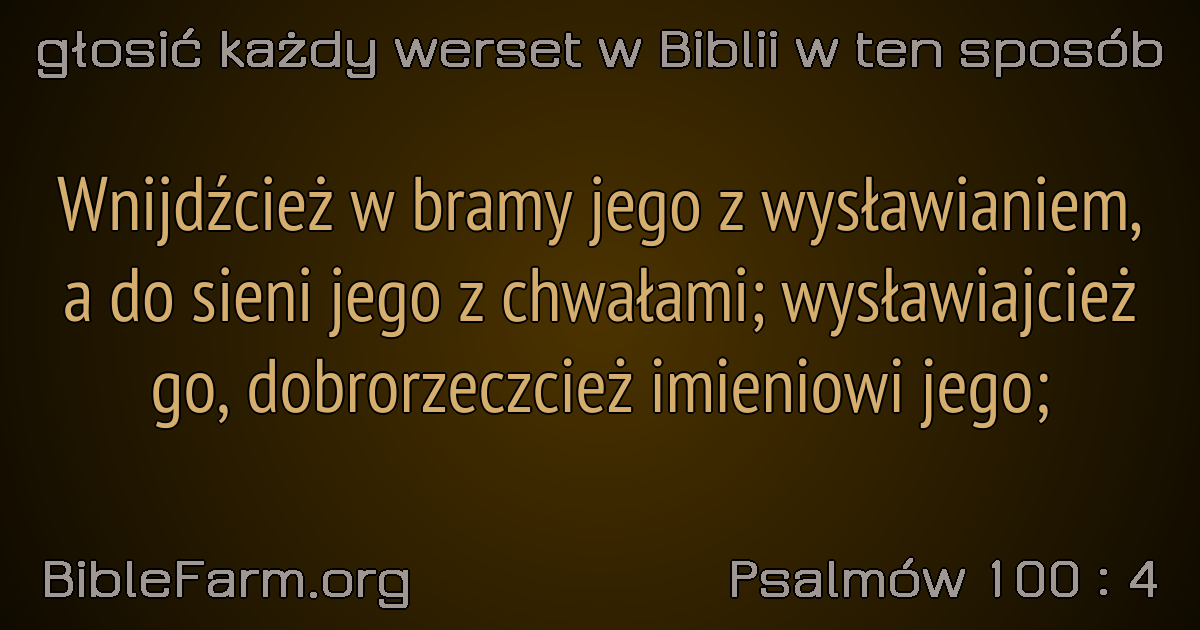 głosić każdy werset w Biblii w ten sposób
Wnijdźcież w bramy jego z wysławianiem,
a do sieni jego z chwałami; wysławiajcież
go, dobrorzeczcież imieniowi jego;
BibleFarm.org
Psalmów 100 : 4